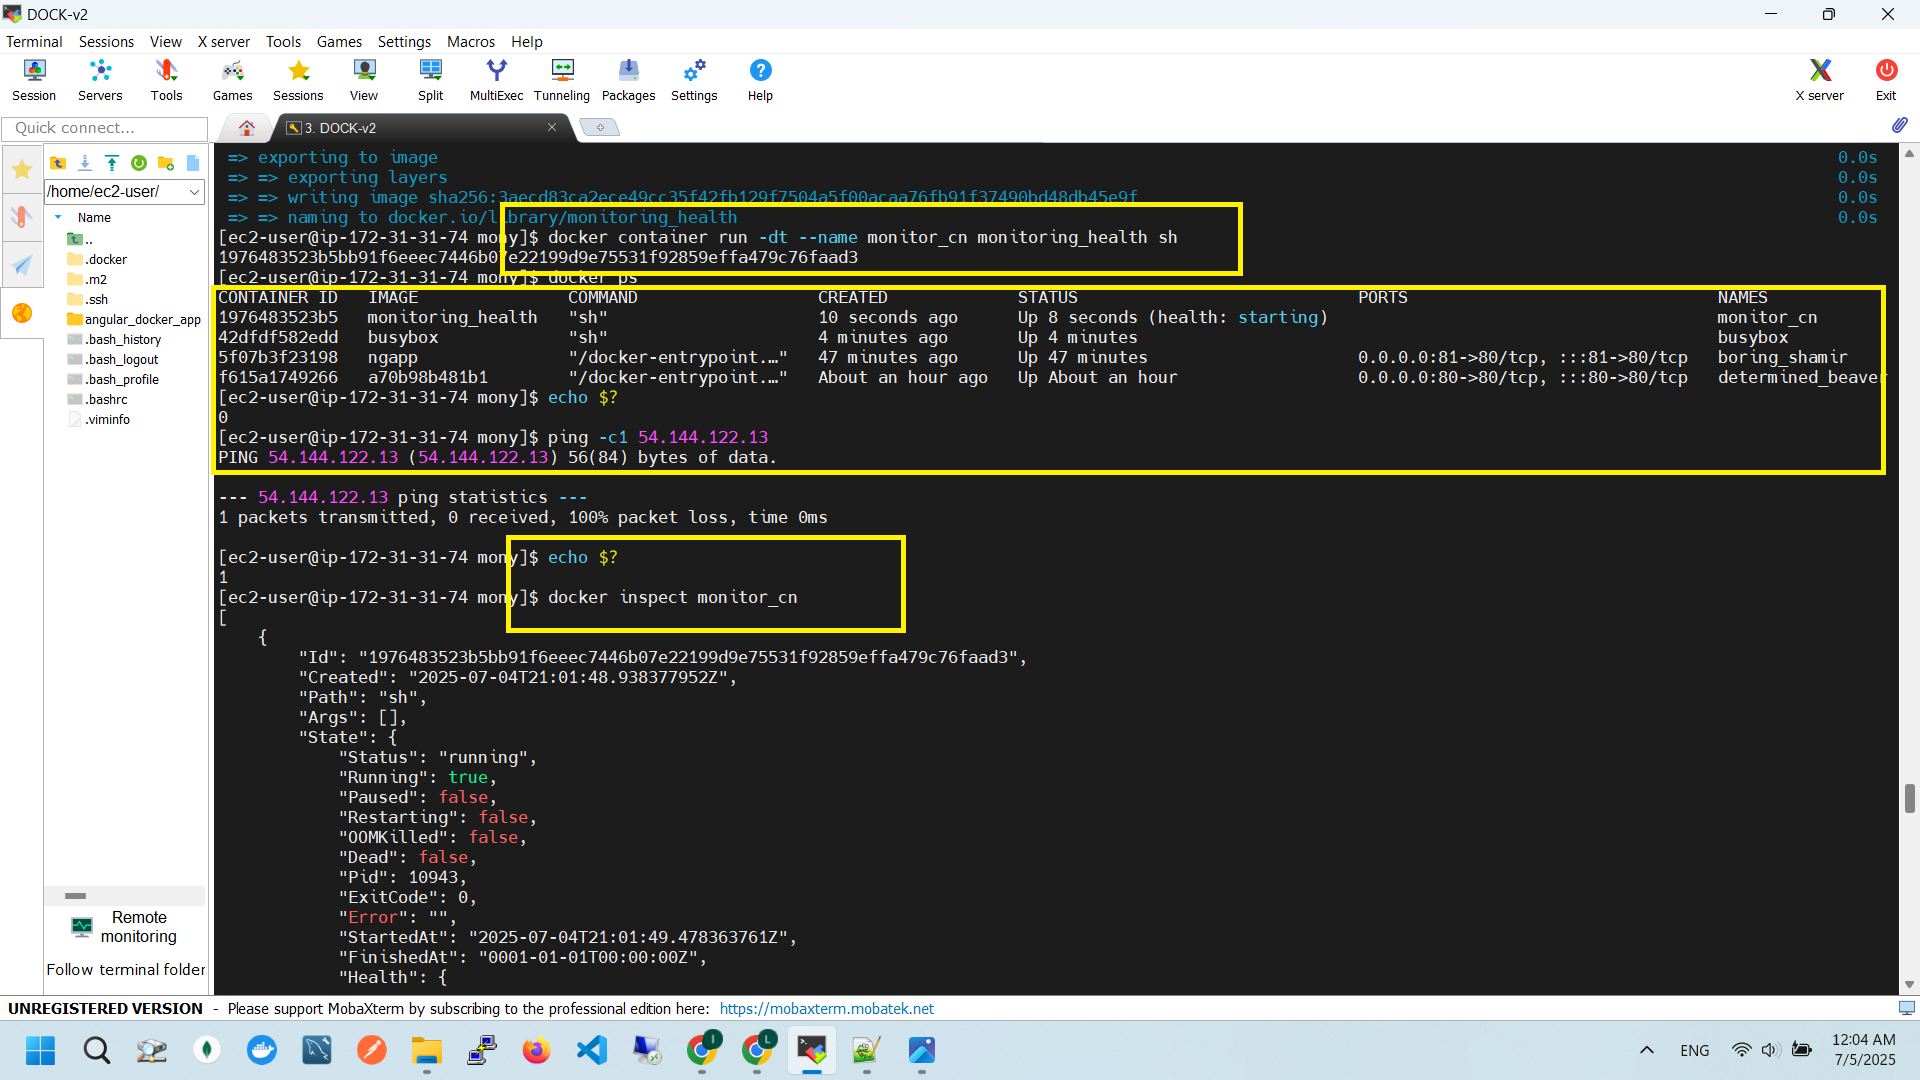 DOCK-v2
Terminal Sessions View X server Tools Games Settings Macros Help
Session Servers Tools Games Sessions View Split MultiExec Tunneling Packages Settings Help X server Exit
Quick connect...
3. DOCK-v2
/home/ec2-user/
Name
..
.docker
.m2
.ssh
angular_docker_app
.bash_history
.bash_logout
.bash_profile
.bashrc
.viminfo
Remote
monitoring
Follow terminal folder
=> exporting to image 0.0s
=> => exporting layers 0.0s
=> => writing image sha256:3aecd83ca2ece49cc35f42fb129f7504a5f00acaa76fb91f37490bd48db45e9f 0.0s
=> => naming to docker.io/library/monitoring_health 0.0s
[ec2-user@ip-172-31-31-74 mony]$ docker container run -dt --name monitor_cn monitoring_health sh
1976483523b5bb91f6eeec7446b07e22199d9e75531f92859effa479c76faad3
[ec2-user@ip-172-31-31-74 mony]$ docker ps
CONTAINER ID IMAGE COMMAND CREATED STATUS PORTS NAMES
1976483523b5 monitoring_health "sh" 10 seconds ago Up 8 seconds (health: starting) monitor_cn
42dfdf582edd busybox "sh" 4 minutes ago Up 4 minutes busybox
5f07b3f23198 ngapp "/docker-entrypoint.…" 47 minutes ago Up 47 minutes 0.0.0.0:81->80/tcp, :::81->80/tcp boring_shamir
f615a1749266 a70b98b481b1 "/docker-entrypoint.…" About an hour ago Up About an hour 0.0.0.0:80->80/tcp, :::80->80/tcp determined_beaver
[ec2-user@ip-172-31-31-74 mony]$ echo $?
0
[ec2-user@ip-172-31-31-74 mony]$ ping -c1 54.144.122.13
PING 54.144.122.13 (54.144.122.13) 56(84) bytes of data.
--- 54.144.122.13 ping statistics ---
1 packets transmitted, 0 received, 100% packet loss, time 0ms
[ec2-user@ip-172-31-31-74 mony]$ echo $?
1
[ec2-user@ip-172-31-31-74 mony]$ docker inspect monitor_cn
[
{
"Id": "1976483523b5bb91f6eeec7446b07e22199d9e75531f92859effa479c76faad3",
"Created": "2025-07-04T21:01:48.938377952Z",
"Path": "sh",
"Args": [],
"State": {
"Status": "running",
"Running": true,
"Paused": false,
"Restarting": false,
"OOMKilled": false,
"Dead": false,
"Pid": 10943,
"ExitCode": 0,
"Error": "",
"StartedAt": "2025-07-04T21:01:49.478363761Z",
"FinishedAt": "0001-01-01T00:00:00Z",
"Health": {
UNREGISTERED VERSION - Please support MobaXterm by subscribing to the professional edition here: https://mobaxterm.mobatek.net
I
L
ENG
12:04 AM
7/5/2025